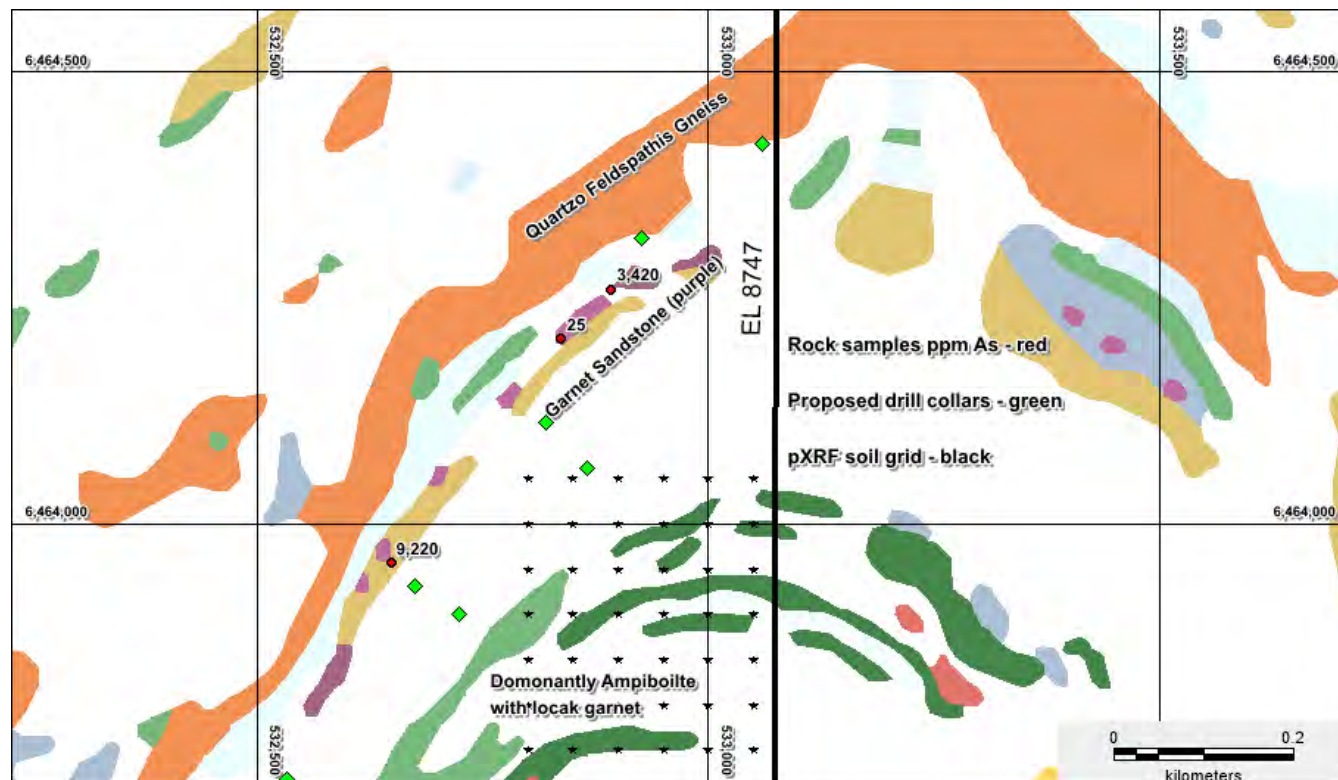 532,500
533,000
533,500
6,464,500
6,464,500
Quartzo Feldspathis Gneiss
3,420
25
Garnet Sandstone (purple)
EL 8747
Rock samples ppm As - red
Proposed drill collars - green
pXRF soil grid - black
6,464,000
6,464,000
9,220
Domonantly Ampiboilte
with locak garnet
532,500
533,000
533,500
0 0.2
kilometers